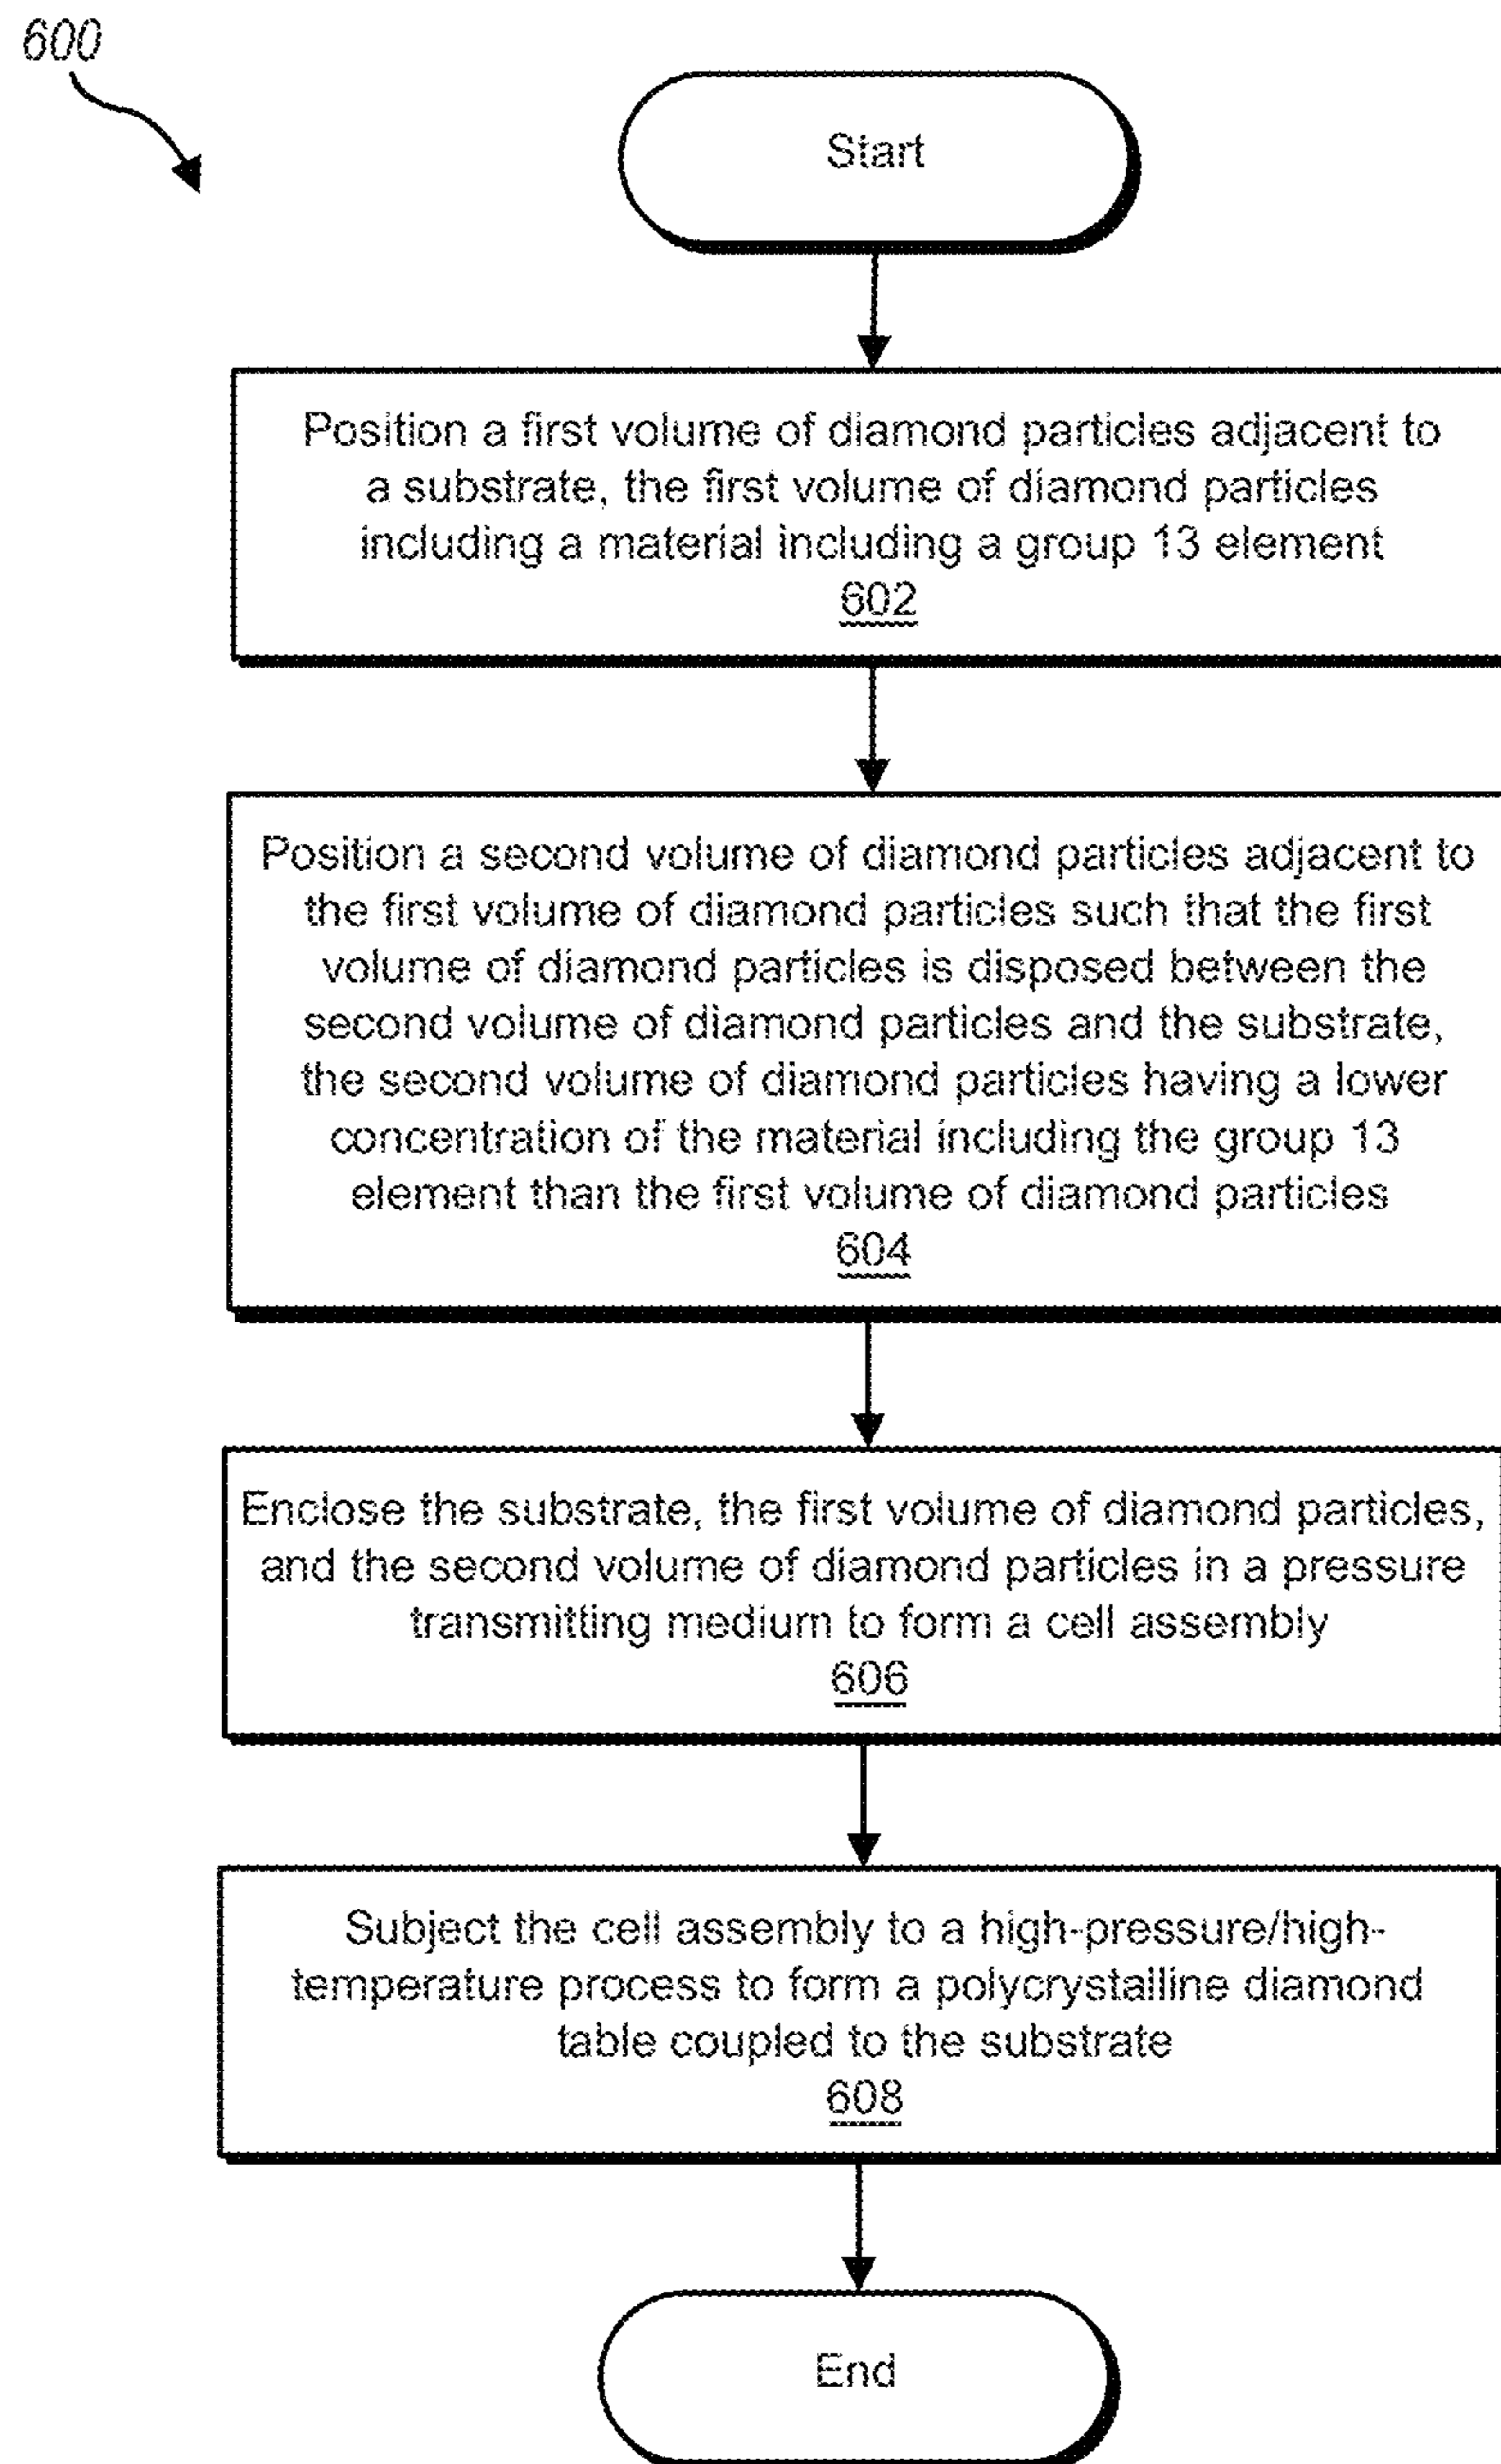 600
Start
Position a first volume of diamond particles adjacent to
a substrate, the first volume of diamond particles
including a material including a group 13 element
602
Position a second volume of diamond particles adjacent to
the first volume of diamond particles such that the first
volume of diamond particles is disposed between the
second volume of diamond particles and the substrate,
the second volume of diamond particles having a lower
concentration of the material including the group 13
element than the first volume of diamond particles
604
Enclose the substrate, the first volume of diamond particles,
and the second volume of diamond particles in a pressure
transmitting medium to form a cell assembly
606
Subject the cell assembly to a high-pressure/high-
temperature process to form a polycrystalline diamond
table coupled to the substrate
608
End